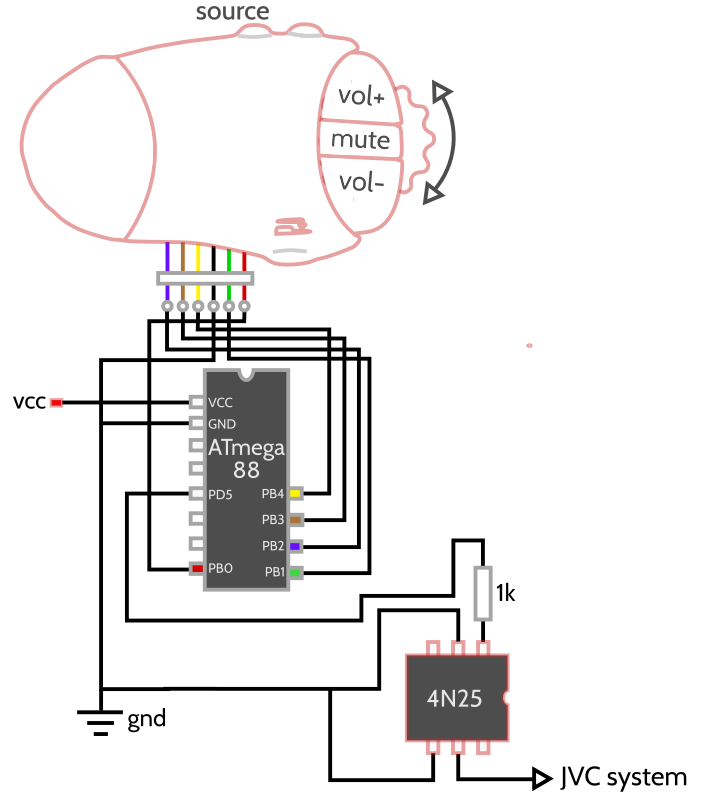 source
vol+
mute
vol-
vcc
VCC
GND
ATmega
88
PD5
PB4
PB3
PB2
PB0
PB1
1k
4N25
gnd
JVC system